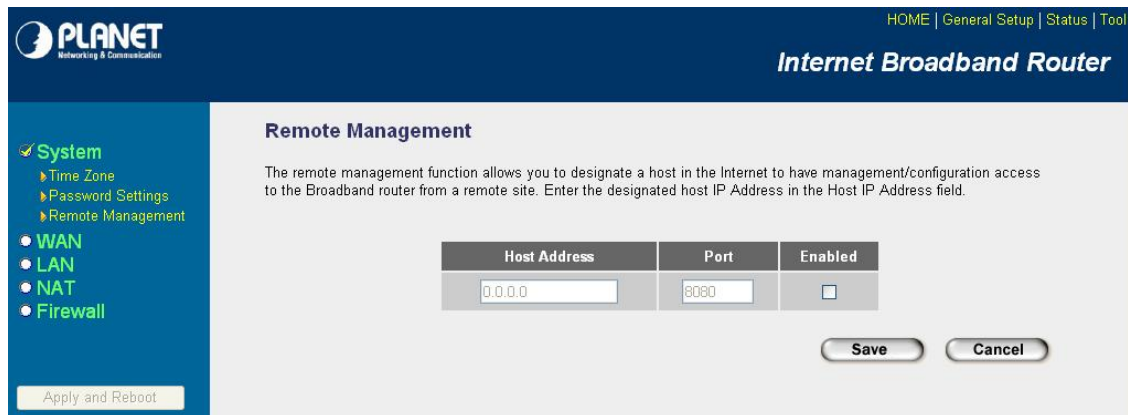 PLANET
Networking & Communication
HOME | General Setup | Status | Tool
Internet Broadband Router
System
Time Zone
Password Settings
Remote Management
WAN
LAN
NAT
Firewall
Apply and Reboot
Remote Management
The remote management function allows you to designate a host in the Internet to have management/configuration access
to the Broadband router from a remote site. Enter the designated host IP Address in the Host IP Address field.
Host Address Port Enabled
0.0.0.0 8080
Save Cancel